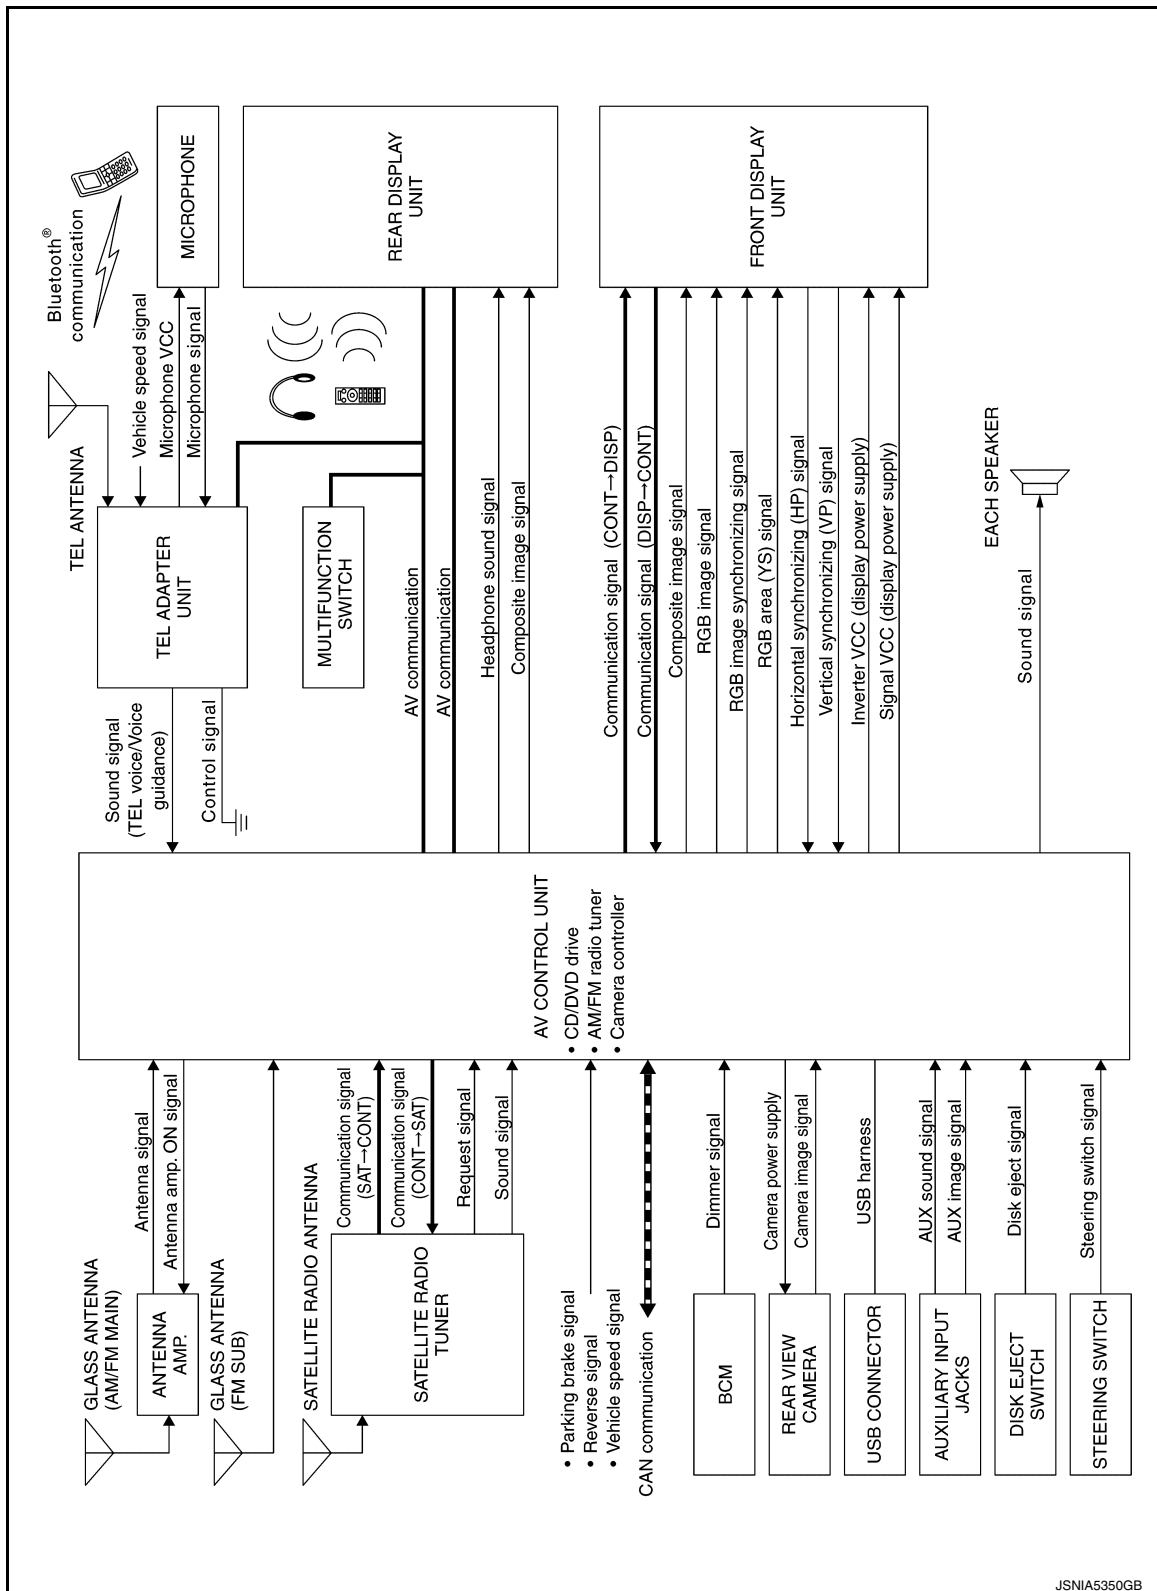 GLASS ANTENNA
(AM/FM MAIN)
ANTENNA
AMP.
Antenna signal
Antenna amp. ON signal
GLASS ANTENNA
(FM SUB)
SATELLITE RADIO ANTENNA
SATELLITE RADIO
TUNER
Communication signal
(SAT→CONT)
Communication signal
(CONT→SAT)
Request signal
Sound signal
• Parking brake signal
• Reverse signal
• Vehicle speed signal
CAN communication
BCM
Dimmer signal
REAR VIEW
CAMERA
Camera power supply
Camera image signal
USB CONNECTOR
USB harness
AUXILIARY INPUT
JACKS
AUX sound signal
AUX image signal
DISK EJECT
SWITCH
Disk eject signal
STEERING SWITCH
Steering switch signal
AV CONTROL UNIT
• CD/DVD drive
• AM/FM radio tuner
• Camera controller
Sound signal
(TEL voice/Voice
guidance)
Control signal
TEL ADAPTER
UNIT
TEL ANTENNA
Bluetooth®
communication
Vehicle speed signal
Microphone VCC
Microphone signal
MICROPHONE
MULTIFUNCTION
SWITCH
AV communication
AV communication
Headphone sound signal
Composite image signal
REAR DISPLAY
UNIT
Communication signal (CONT→DISP)
Communication signal (DISP→CONT)
Composite image signal
RGB image signal
RGB image synchronizing signal
RGB area (YS) signal
Horizontal synchronizing (HP) signal
Vertical synchronizing (VP) signal
Inverter VCC (display power supply)
Signal VCC (display power supply)
FRONT DISPLAY
UNIT
Sound signal
EACH SPEAKER
JSNIA5350GB